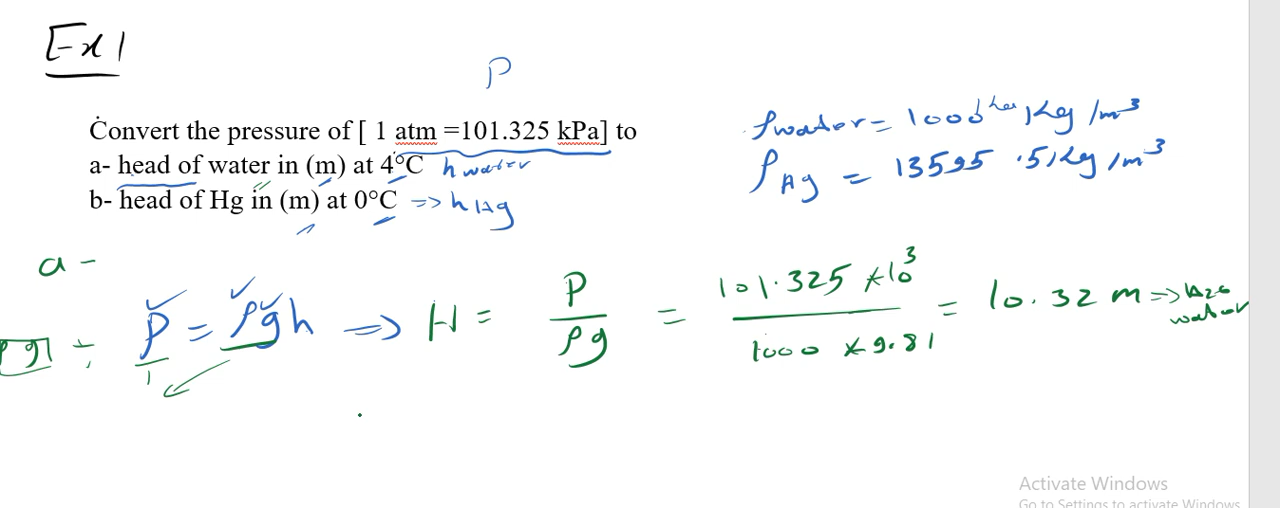 Ex 1
P
Convert the pressure of [ 1 atm =101.325 kPa] to
a- head of water in (m) at 4°C h water
b- head of Hg in (m) at 0°C => h Hg
ρwater = 1000 Kg/m³
ρHg = 13595.5 Kg/m³
a -
P = ρgh => H = P / ρg = 101.325 * 10³ / 1000 * 9.81 = 10.32 m => H2O
water
Activate Windows
Go to Settings to activate Windows